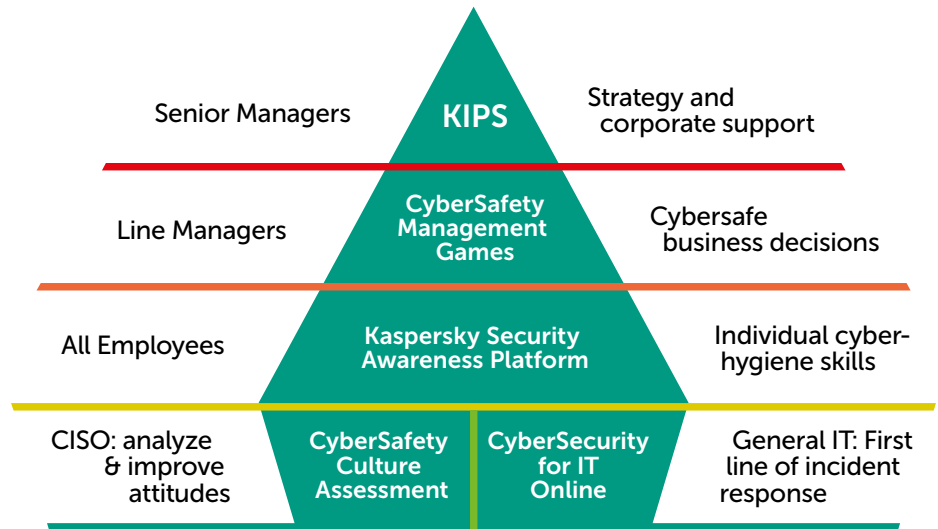 Senior Managers
KIPS
Strategy and
corporate support
Line Managers
CyberSafety
Management
Games
Cybersafe
business decisions
All Employees
Kaspersky Security
Awareness Platform
Individual cyber-
hygiene skills
CISO: analyze
& improve
attitudes
CyberSafety
Culture
Assessment
CyberSecurity
for IT
Online
General IT: First
line of incident
response